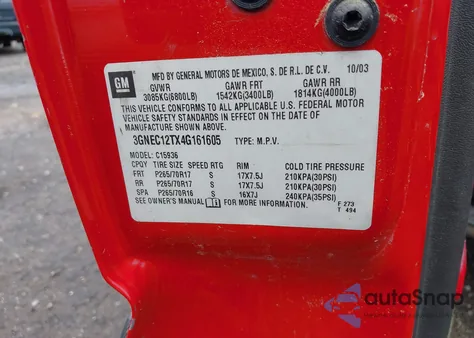 GM
MFD BY GENERAL MOTORS DE MEXICO, S. DE R.L. DE C.V. 10/03
GVWR GAWR FRT GAWR RR
3085KG(6800LB) 1542KG(3400LB) 1814KG(4000LB)
THIS VEHICLE CONFORMS TO ALL APPLICABLE U.S. FEDERAL MOTOR
VEHICLE SAFETY STANDARDS IN EFFECT ON THE DATE OF
MANUFACTURE SHOWN ABOVE.
3GNEC12TX4G161605 TYPE: M.P.V.
MODEL: C15936
CPQY TIRE SIZE SPEED RTG RIM COLD TIRE PRESSURE
FRT P265/70R17 S 17X7.5J 210KPA(30PSI)
RR P265/70R17 S 17X7.5J 210KPA(30PSI)
SPA P265/70R16 S 16X7J 240KPA(35PSI)
SEE OWNER'S MANUAL FOR MORE INFORMATION.
F 273
T 494
autoSnap